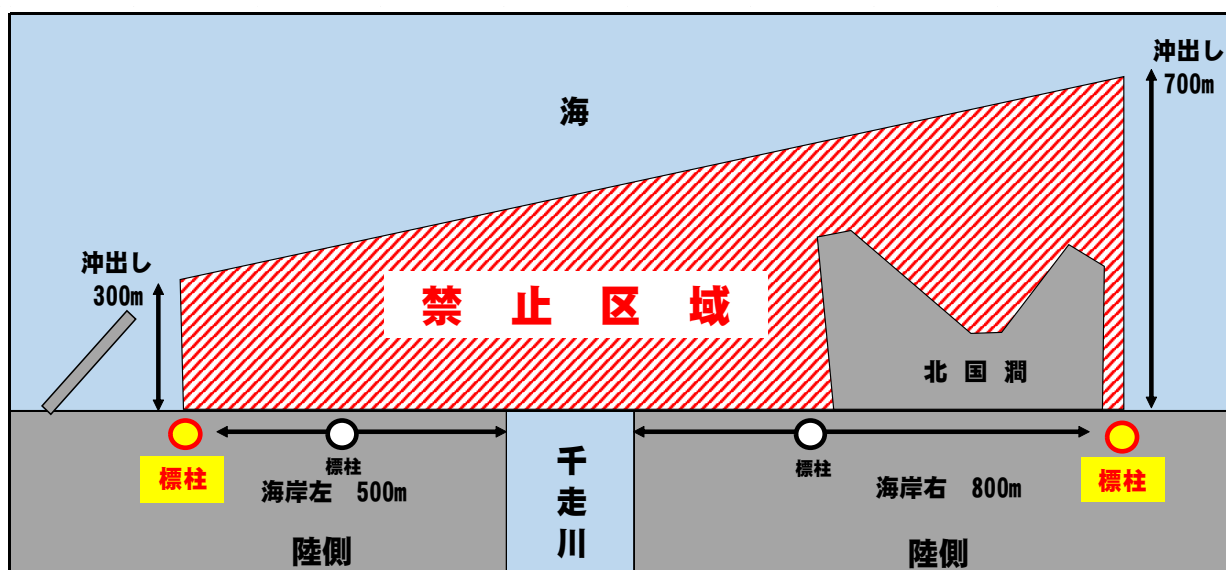 沖出し
700m
海
沖出し
300m
禁止区域
北国澗
標柱
標柱
海岸左 500m
千走川
標柱
海岸右 800m
標柱
陸側
陸側